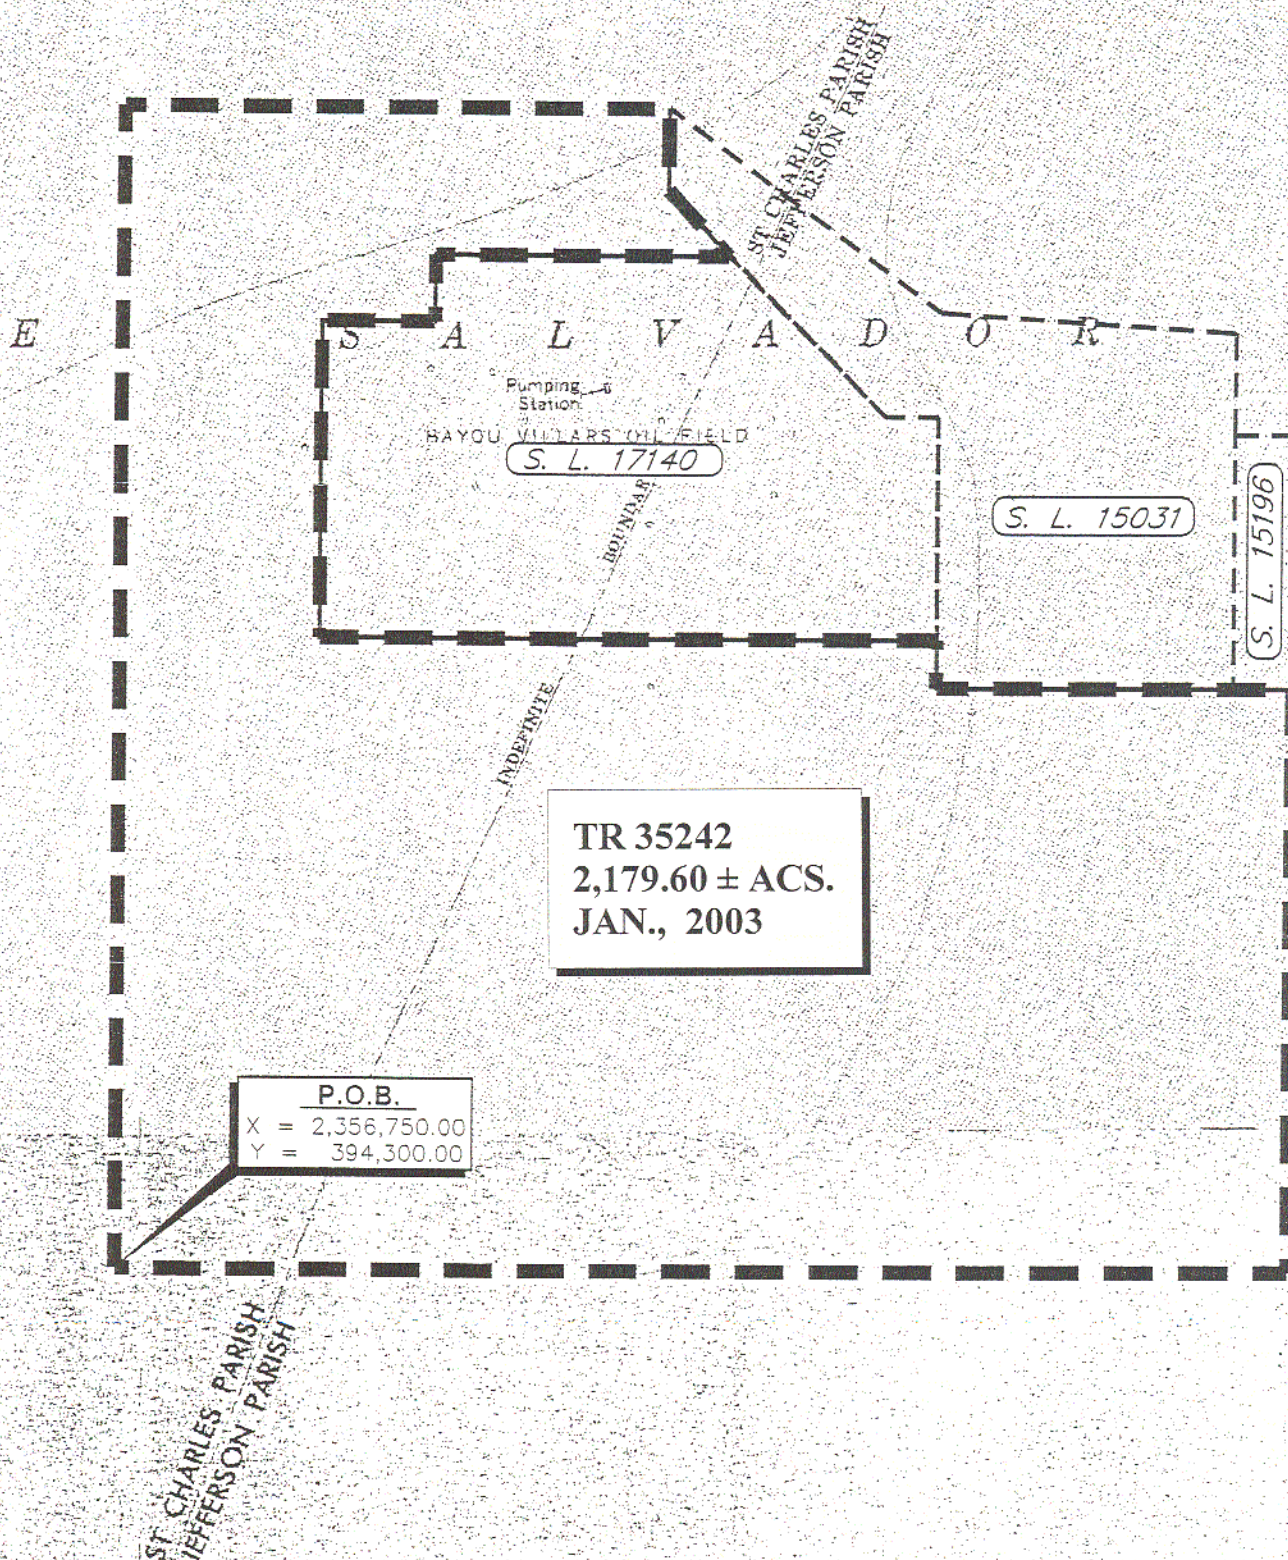 ST CHARLES PARISH
JEFFERSON PARISH
E S A L V A D O R
Pumping
Station
BAYOU VILLARS OIL FIELD
S. L. 17140
S. L. 15031
S. L. 15196
BOUNDARY
INDEFINITE
TR 35242
2,179.60 ± ACS.
JAN., 2003
P.O.B.
X = 2,356,750.00
Y = 394,300.00
ST CHARLES PARISH
JEFFERSON PARISH